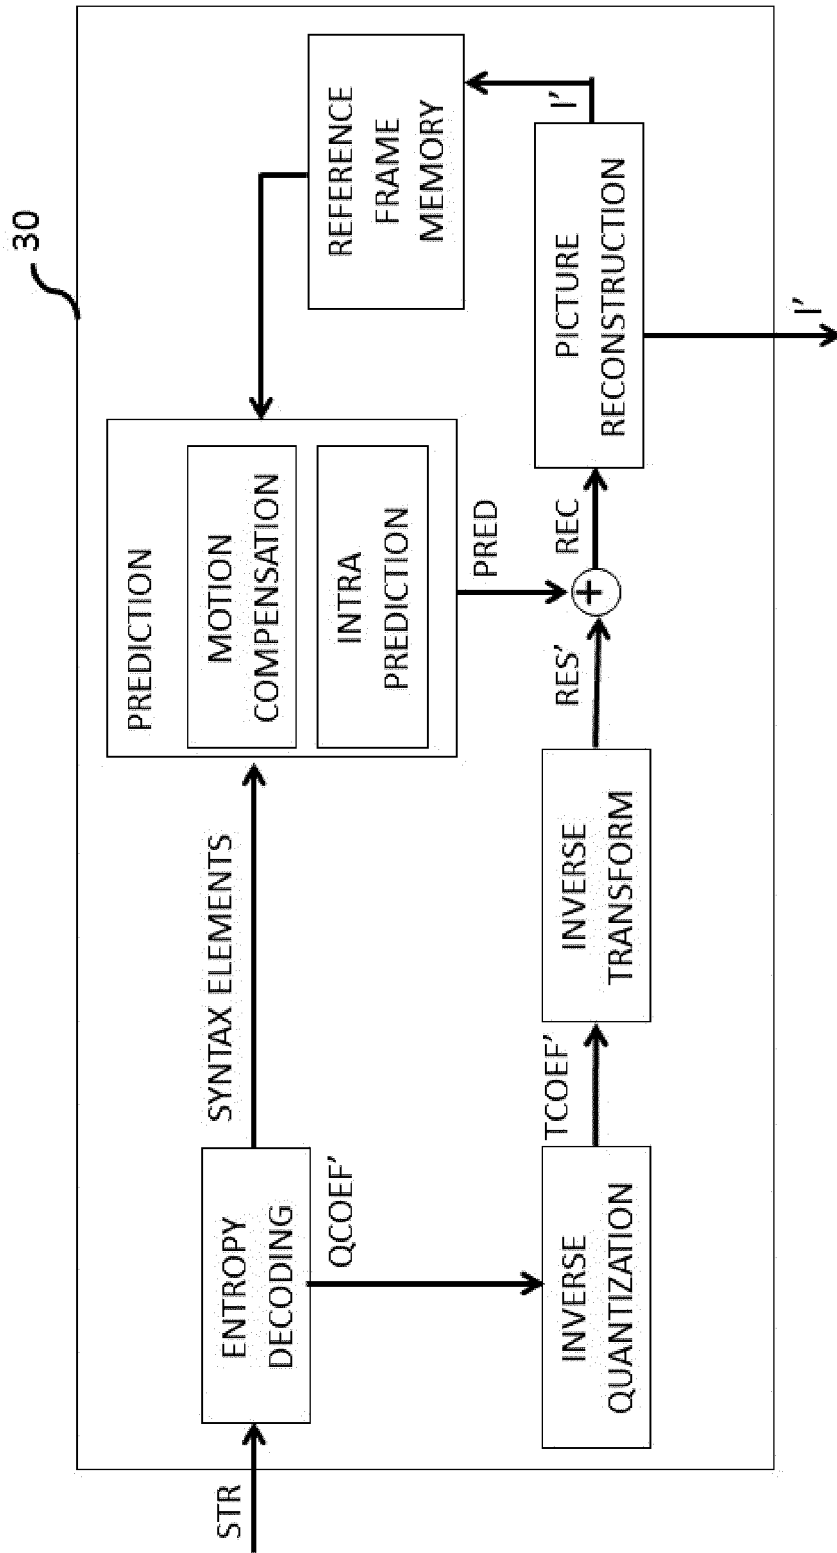 30
STR
ENTROPY
DECODING
SYNTAX ELEMENTS
QCOEF'
PREDICTION
MOTION
COMPENSATION
INTRA
PREDICTION
REFERENCE
FRAME
MEMORY
INVERSE
QUANTIZATION
TCOEF'
INVERSE
TRANSFORM
RES'
+
PRED
REC
PICTURE
RECONSTRUCTION
I'
I'